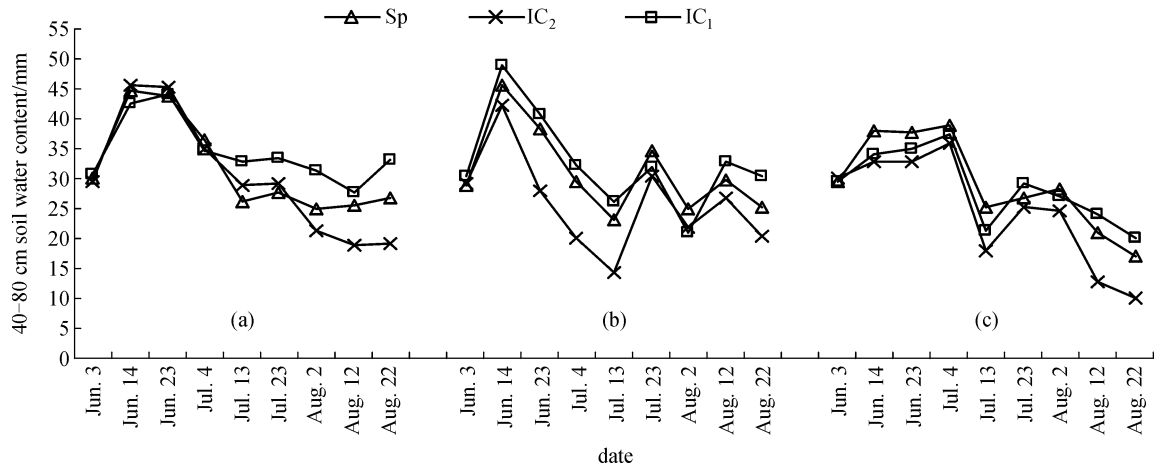 Sp IC₂ IC₁
40−80 cm soil water content/mm
55
50
45
40
35
30
25
20
15
10
5
0
(a) (b) (c)
Jun. 3 Jun. 14 Jun. 23 Jul. 4 Jul. 13 Jul. 23 Aug. 2 Aug. 12 Aug. 22 Jun. 3 Jun. 14 Jun. 23 Jul. 4 Jul. 13 Jul. 23 Aug. 2 Aug. 12 Aug. 22 Jun. 3 Jun. 14 Jun. 23 Jul. 4 Jul. 13 Jul. 23 Aug. 2 Aug. 12 Aug. 22
date